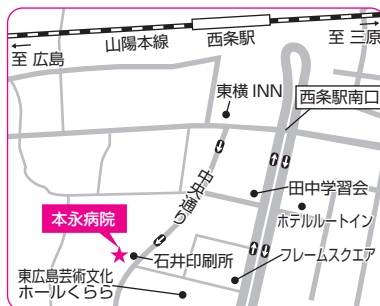 山陽本線
西条駅
至 三原
至 広島
東横 INN
西条駅南口
中央通り
田中学習会
ホテルルートイン
本永病院
石井印刷所
フレームスクエア
東広島芸術文化
ホールくらら